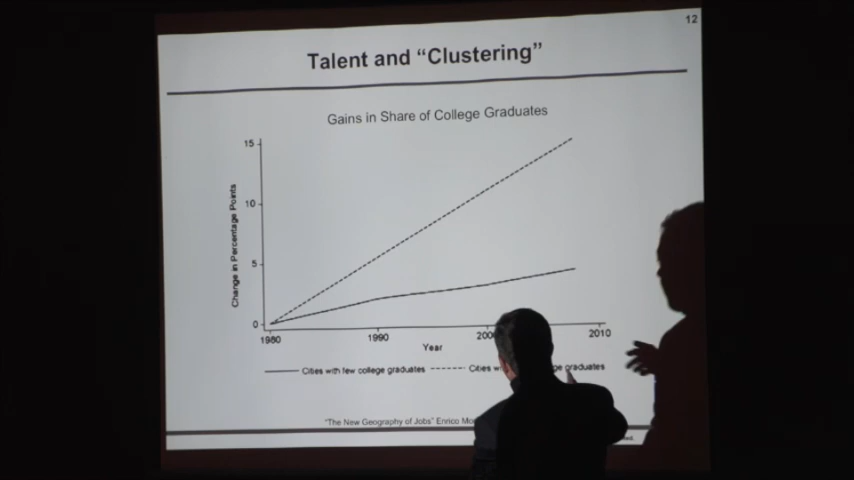 12
Talent and “Clustering”
Gains in Share of College Graduates
15
10
5
0
Change in Percentage Points
1980
1990
2010
Year
Cities with few college graduates
Cities
graduates
“The New Geography of Jobs” Enrico